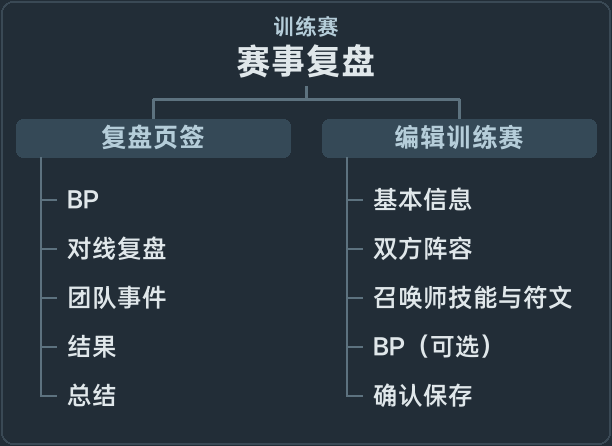 训练赛
赛事复盘
复盘页签
BP
对线复盘
团队事件
结果
总结
编辑训练赛
基本信息
双方阵容
召唤师技能与符文
BP（可选）
确认保存